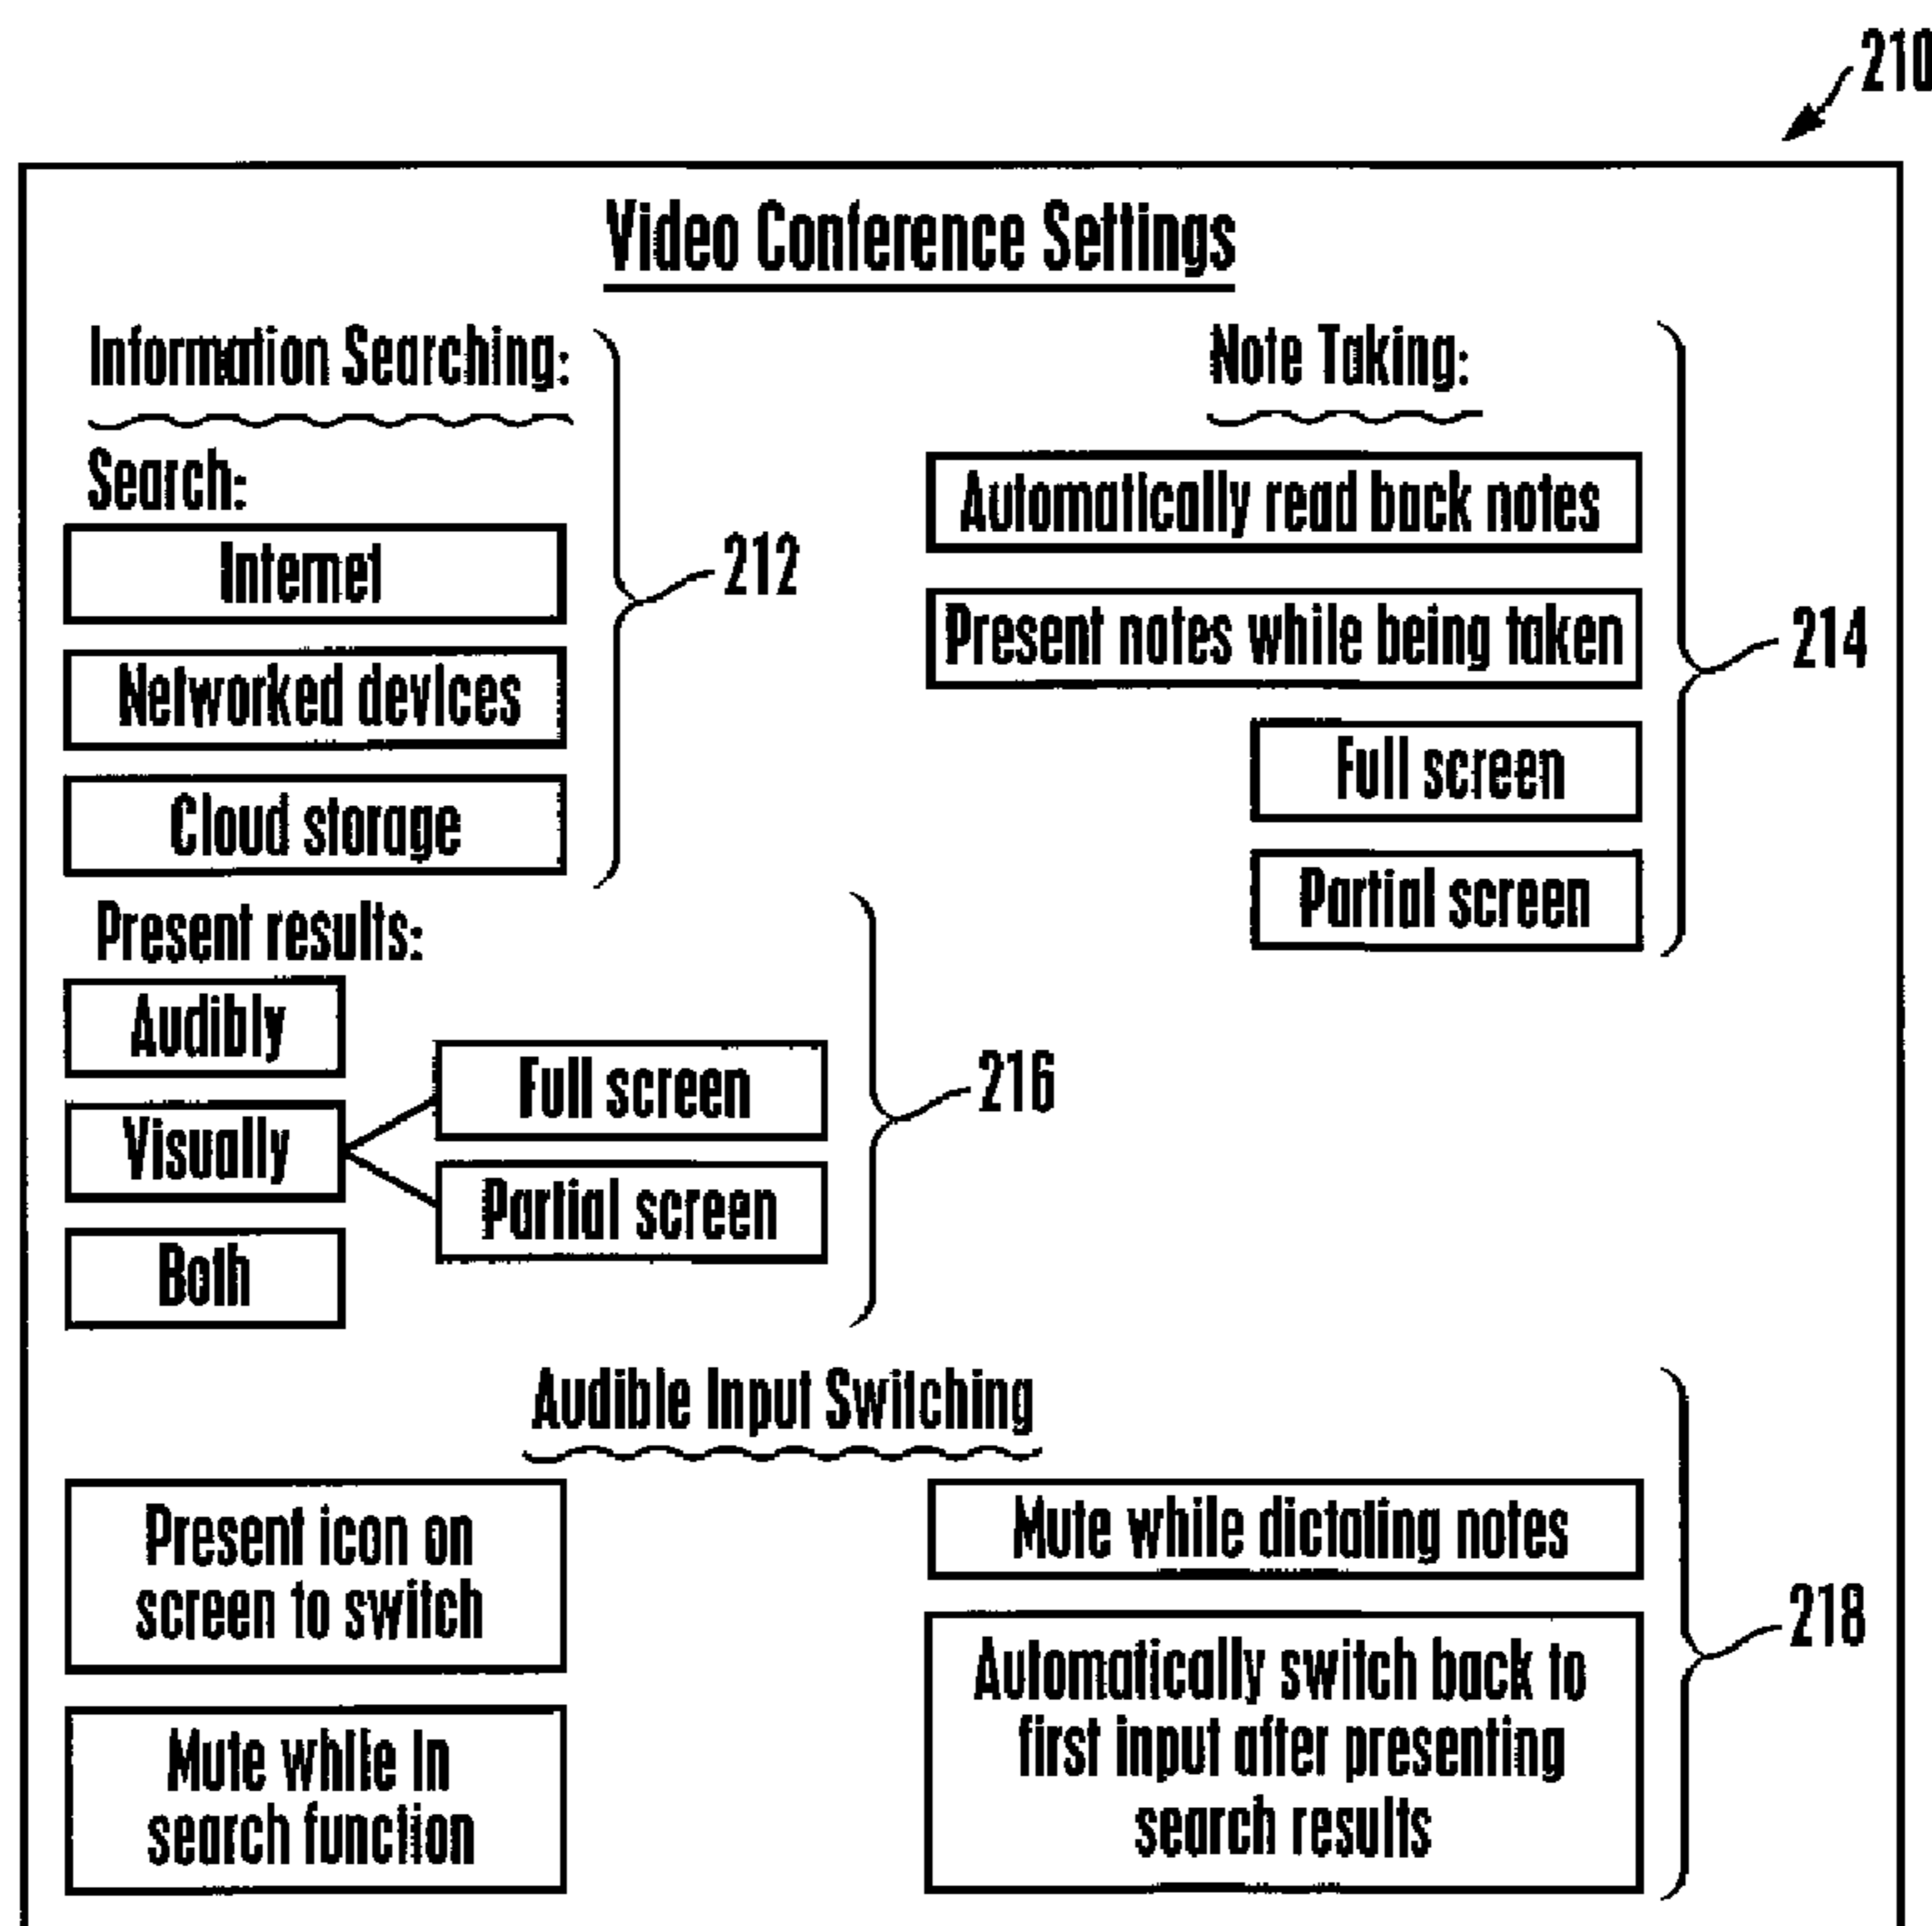 210
Video Conference Settings
Information Searching:
Search:
Internet
Networked devices
Cloud storage
212
Note Taking:
Automatically read back notes
Present notes while being taken
Full screen
Partial screen
214
Present results:
Audibly
Visually
Both
Full screen
Partial screen
216
Audible Input Switching
Present icon on
screen to switch
Mute while in
search function
Mute while dictating notes
Automatically switch back to
first input after presenting
search results
218